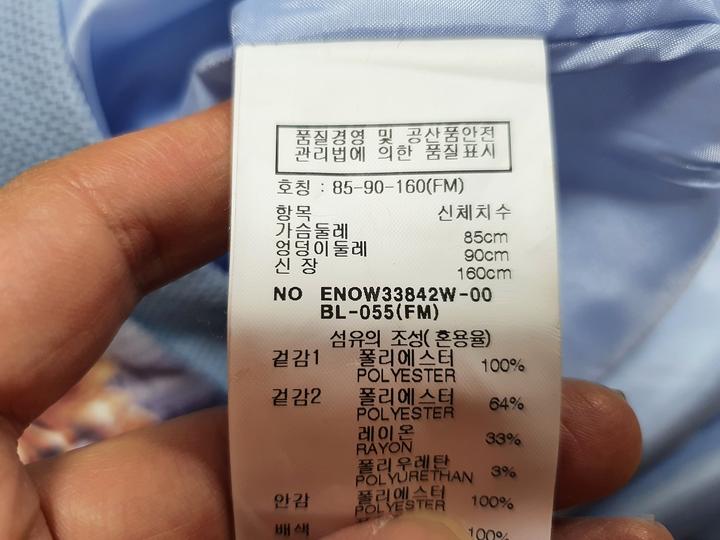 품질경영 및 공산품안전
관리법에 의한 품질표시
호칭 : 85-90-160(FM)
항목 신체치수
가슴둘레 85cm
엉덩이둘레 90cm
신 장 160cm
NO ENOW33842W-00
BL-055(FM)
섬유의 조성( 혼용율)
겉감1 폴리에스터 100%
POLYESTER
겉감2 폴리에스터 64%
POLYESTER
레이온 33%
RAYON
폴리우레탄 3%
POLYURETHAN
안감 폴리에스터 100%
POLYESTER
배색 100%